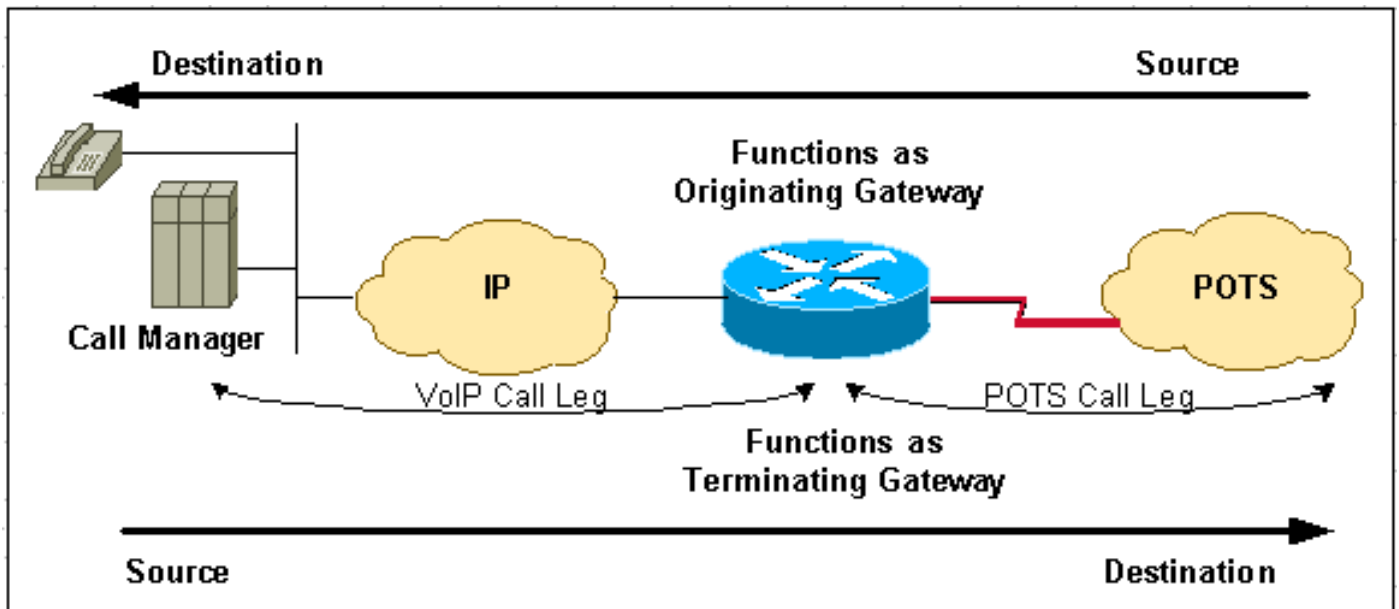 Destination
Source
Functions as
Originating Gateway
IP
POTS
Call Manager
VoIP Call Leg
POTS Call Leg
Functions as
Terminating Gateway
Source
Destination